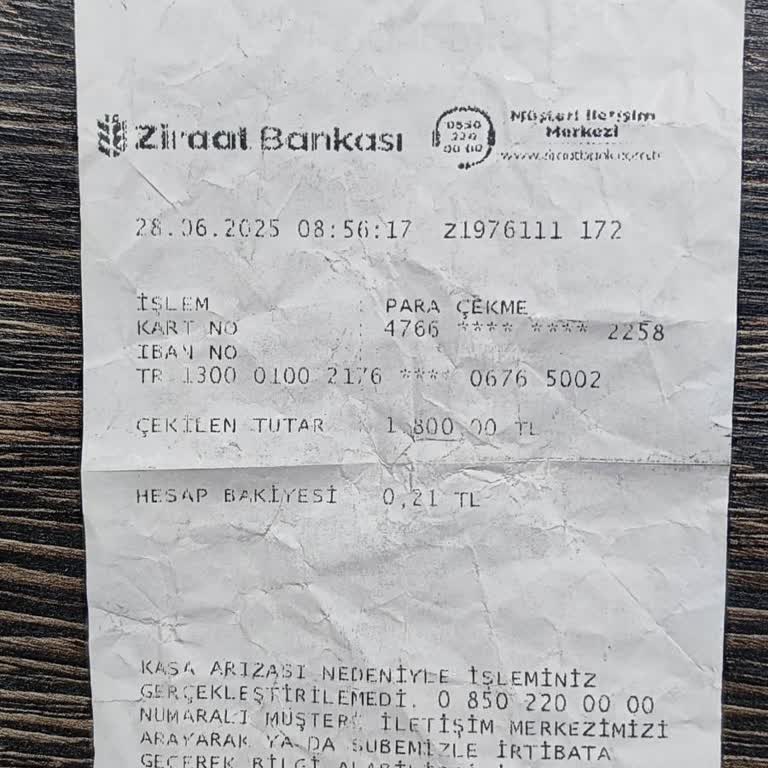 Ziraat Bankası
0850
220
00 00
Müşteri İletişim
Merkezi
www.ziraatbank.com.tr
28.06.2025 08:56:17 Z1976111 172
İŞLEM : PARA ÇEKME
KART NO : 4766 **** **** 2258
IBAN NO :
TR 1300 0100 2176 **** 0676 5002
ÇEKİLEN TUTAR : 1.800,00 TL
HESAP BAKİYESİ : 0,21 TL
KASA ARIZASI NEDENİYLE İŞLEMİNİZ
GERÇEKLEŞTİRİLEMEDİ. 0 850 220 00 00
NUMARALI MÜŞTERİ İLETİŞİM MERKEZİMİZİ
ARAYARAK YA DA ŞUBEMİZLE İRTİBATA
GEÇEREK BİLGİ